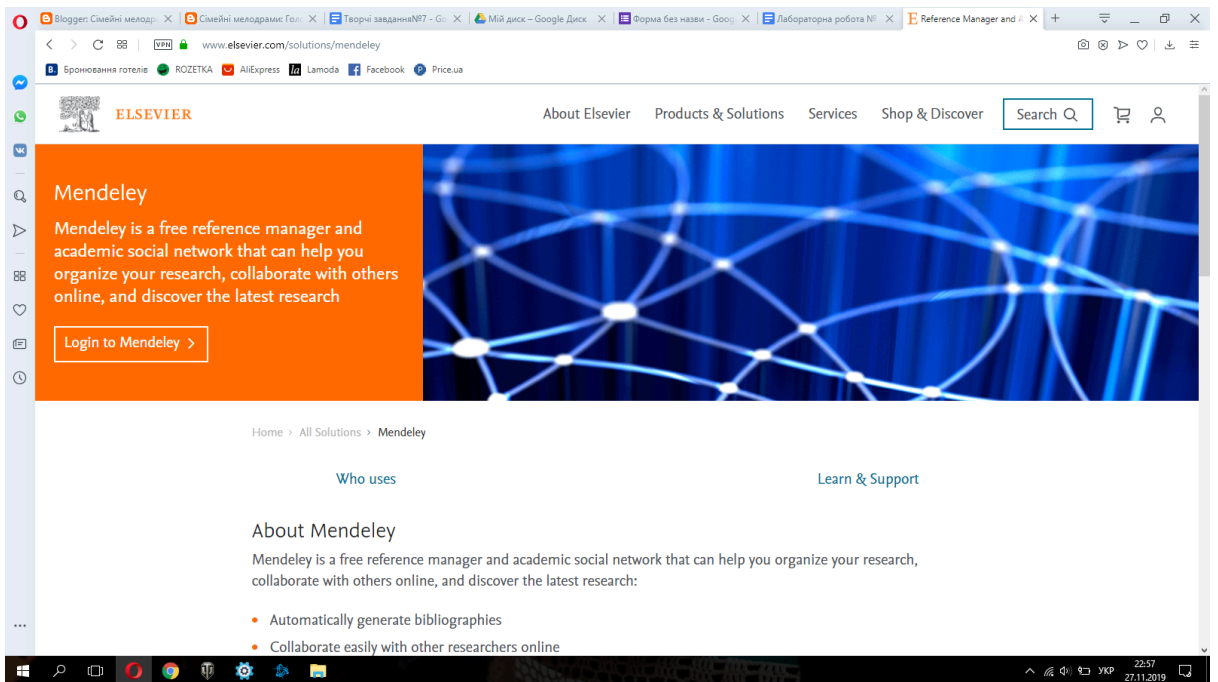 Blogger: Сімейні мелодра
Сімейні мелодрами: Голо
Творчі завдання№7 - Go
Мій диск – Google Диск
Форма без назви - Goog
Лабораторна робота №
Reference Manager and A
VPN www.elsevier.com/solutions/mendeley
B. Бронювання готелів ROZETKA AliExpress la Lamoda Facebook Price.ua
ELSEVIER
About Elsevier Products & Solutions Services Shop & Discover Search
Mendeley
Mendeley is a free reference manager and
academic social network that can help you
organize your research, collaborate with others
online, and discover the latest research
Login to Mendeley >
Home > All Solutions > Mendeley
Who uses Learn & Support
About Mendeley
Mendeley is a free reference manager and academic social network that can help you organize your research,
collaborate with others online, and discover the latest research:
• Automatically generate bibliographies
• Collaborate easily with other researchers online
УКР
22:57
27.11.2019